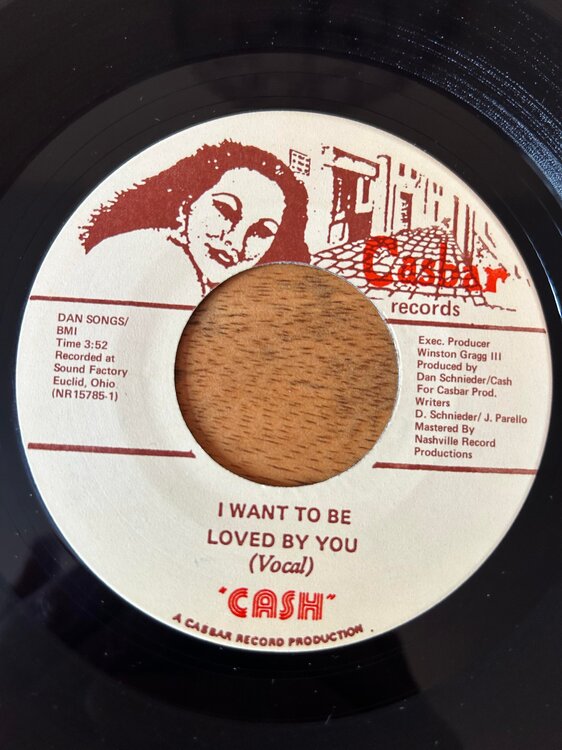 Casbar
records
DAN SONGS/
BMI
Time 3:52
Recorded at
Sound Factory
Euclid, Ohio
(NR15785-1)
Exec. Producer
Winston Gragg III
Produced by
Dan Schnieder/Cash
For Casbar Prod.
Writers
D. Schnieder/ J. Parello
Mastered By
Nashville Record
Productions
I WANT TO BE
LOVED BY YOU
(Vocal)
"CASH"
A CASBAR RECORD PRODUCTION